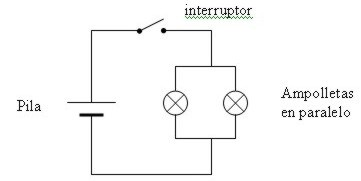 interruptor
Pila
Ampolletas
en paralelo